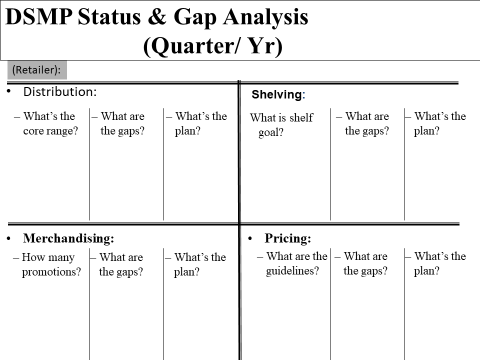 DSMP Status & Gap Analysis
(Quarter/ Yr)
(Retailer):
• Distribution:
– What's the
core range?
– What are
the gaps?
– What's the
plan?
Shelving:
What is shelf
goal?
– What are
the gaps?
– What's the
plan?
• Merchandising:
– How many
promotions?
– What are
the gaps?
– What's the
plan?
• Pricing:
– What are the
guidelines?
– What are
the gaps?
– What's the
plan?